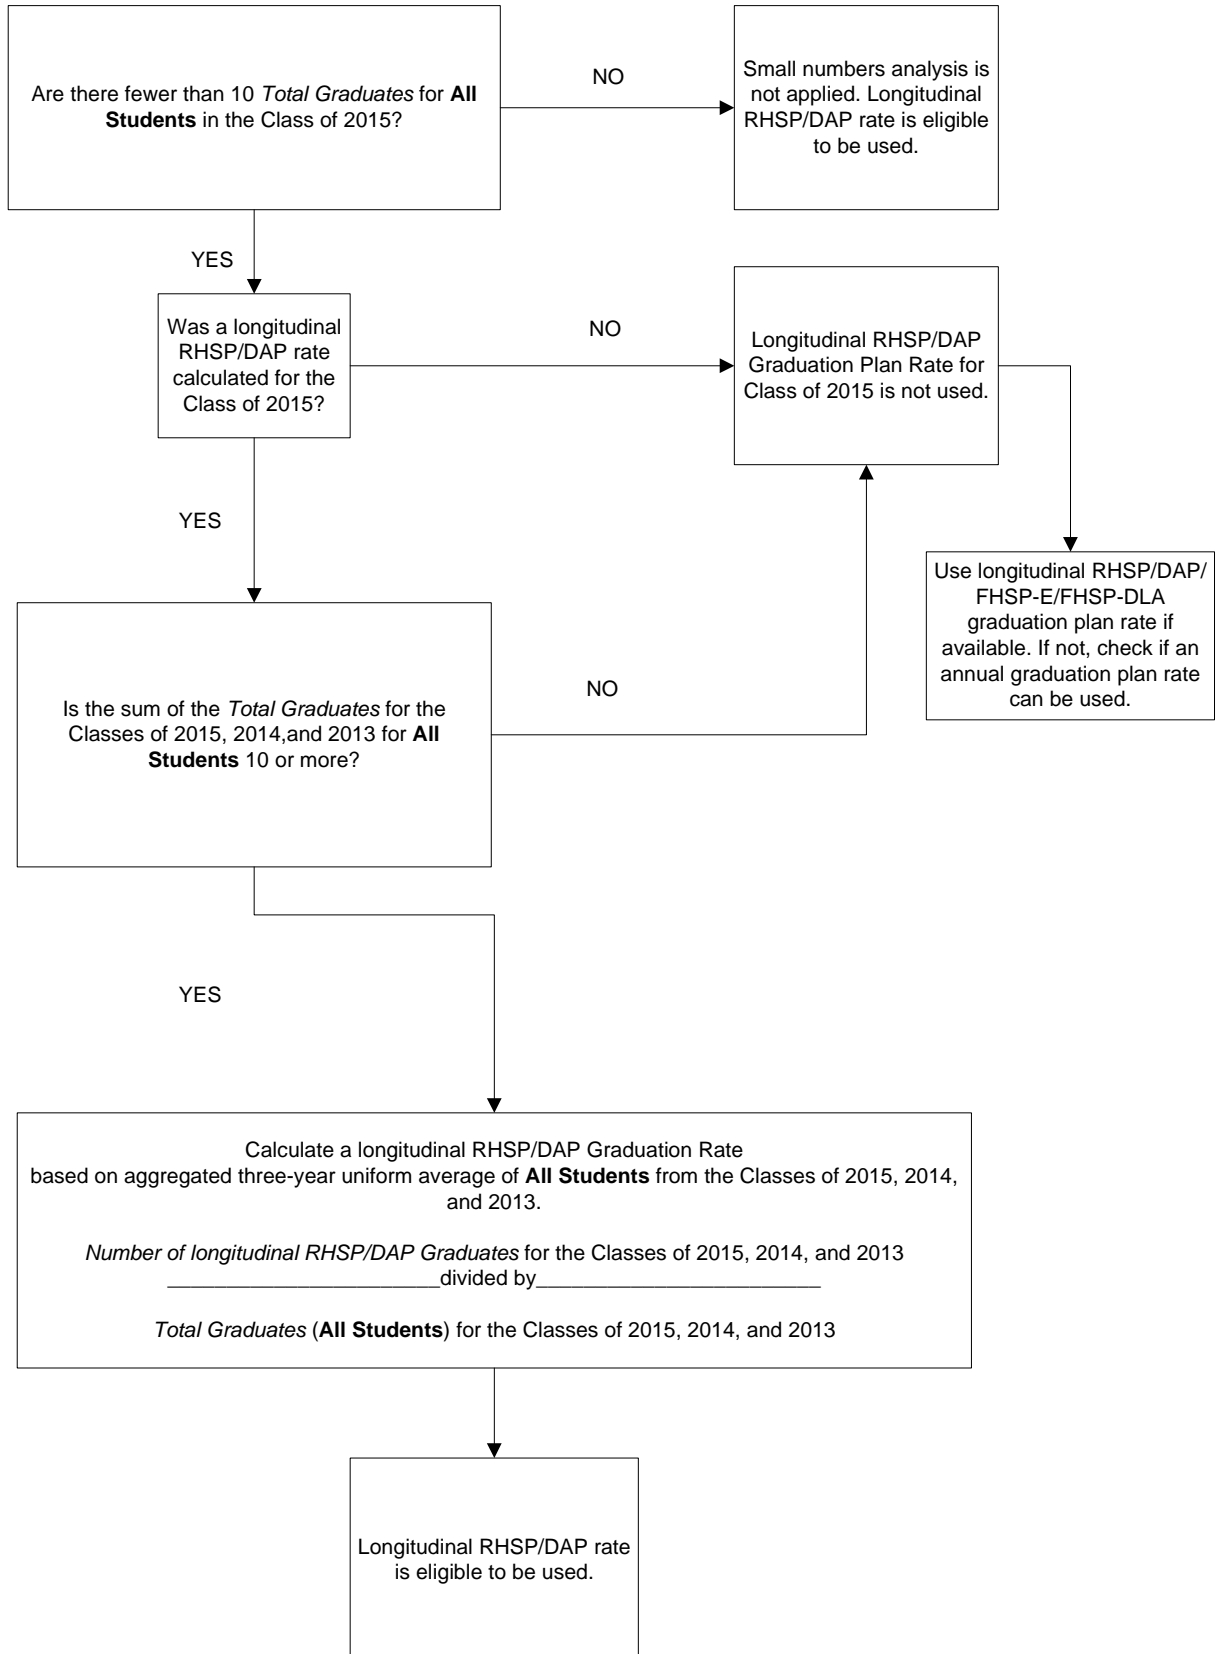 Are there fewer than 10 Total Graduates for All
Students in the Class of 2015?
NO
Small numbers analysis is
not applied. Longitudinal
RHSP/DAP rate is eligible
to be used.
YES
Was a longitudinal
RHSP/DAP rate
calculated for the
Class of 2015?
NO
Longitudinal RHSP/DAP
Graduation Plan Rate for
Class of 2015 is not used.
YES
Use longitudinal RHSP/DAP/
FHSP-E/FHSP-DLA
graduation plan rate if
available. If not, check if an
annual graduation plan rate
can be used.
Is the sum of the Total Graduates for the
Classes of 2015, 2014,and 2013 for All
Students 10 or more?
NO
YES
Calculate a longitudinal RHSP/DAP Graduation Rate
based on aggregated three-year uniform average of All Students from the Classes of 2015, 2014,
and 2013.
Number of longitudinal RHSP/DAP Graduates for the Classes of 2015, 2014, and 2013
_______________________divided by________________________
Total Graduates (All Students) for the Classes of 2015, 2014, and 2013
Longitudinal RHSP/DAP rate
is eligible to be used.